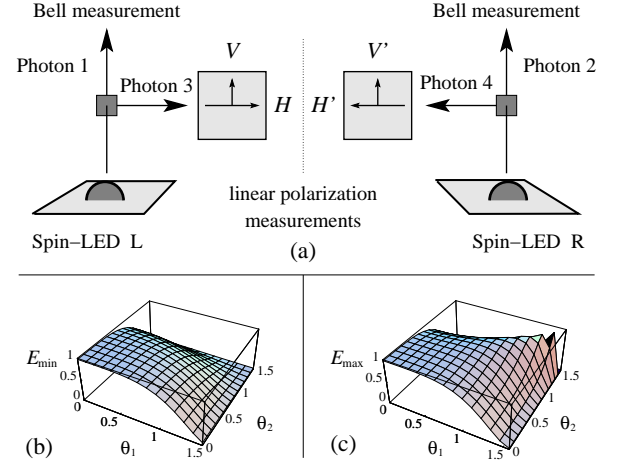 Bell measurement
Bell measurement
V
V'
Photon 1
Photon 2
Photon 3
Photon 4
H
H'
linear polarization
measurements
Spin−LED L
(a)
Spin−LED R
E_min
1
0.5
0
0
0.5
1
1.5
θ₁
0
0.5
1
1.5
θ₂
(b)
E_max
1
0.5
0
0
0.5
1
1.5
θ₁
0
0.5
1
1.5
θ₂
(c)